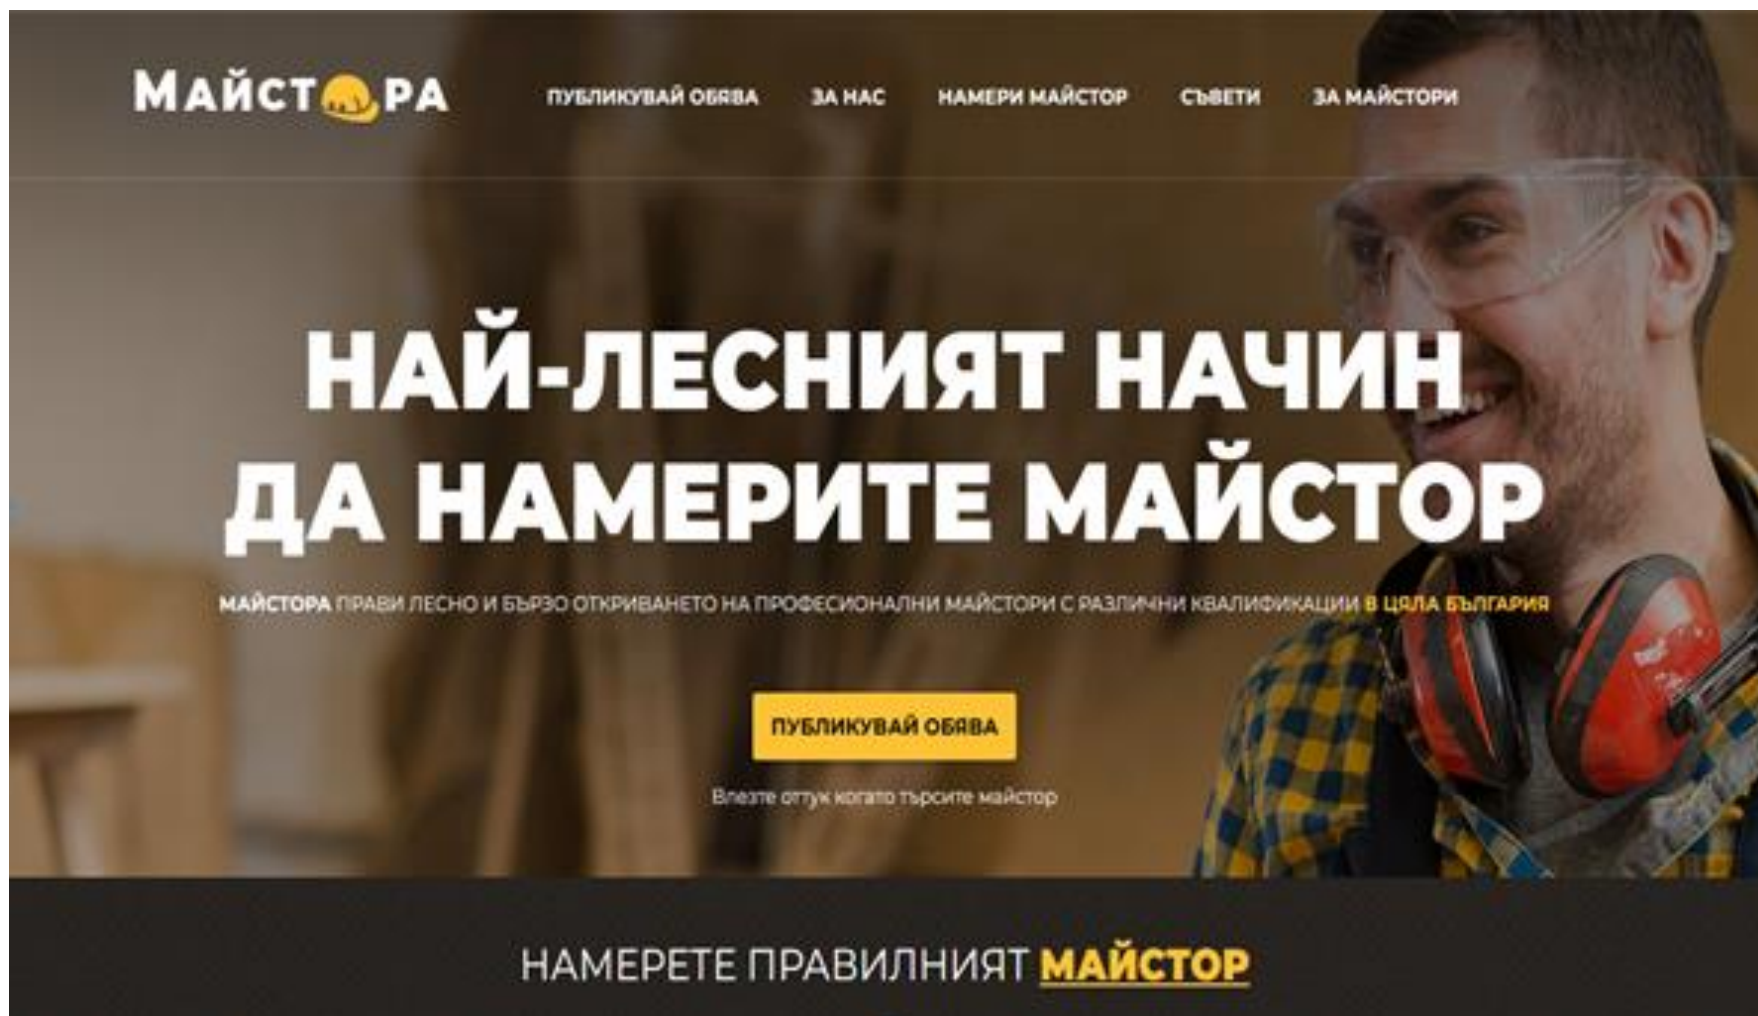 МАЙСТОРА
ПУБЛИКУВАЙ ОБЯВА ЗА НАС НАМЕРИ МАЙСТОР СЪВЕТИ ЗА МАЙСТОРИ
НАЙ-ЛЕСНИЯТ НАЧИН
ДА НАМЕРИТЕ МАЙСТОР
МАЙСТОРА ПРАВИ ЛЕСНО И БЪРЗО ОТКРИВАНЕТО НА ПРОФЕСИОНАЛНИ МАЙСТОРИ С РАЗЛИЧНИ КВАЛИФИКАЦИИ В ЦЯЛА БЪЛГАРИЯ
ПУБЛИКУВАЙ ОБЯВА
Влезте оттук когато търсите майстор
НАМЕРЕТЕ ПРАВИЛНИЯТ МАЙСТОР